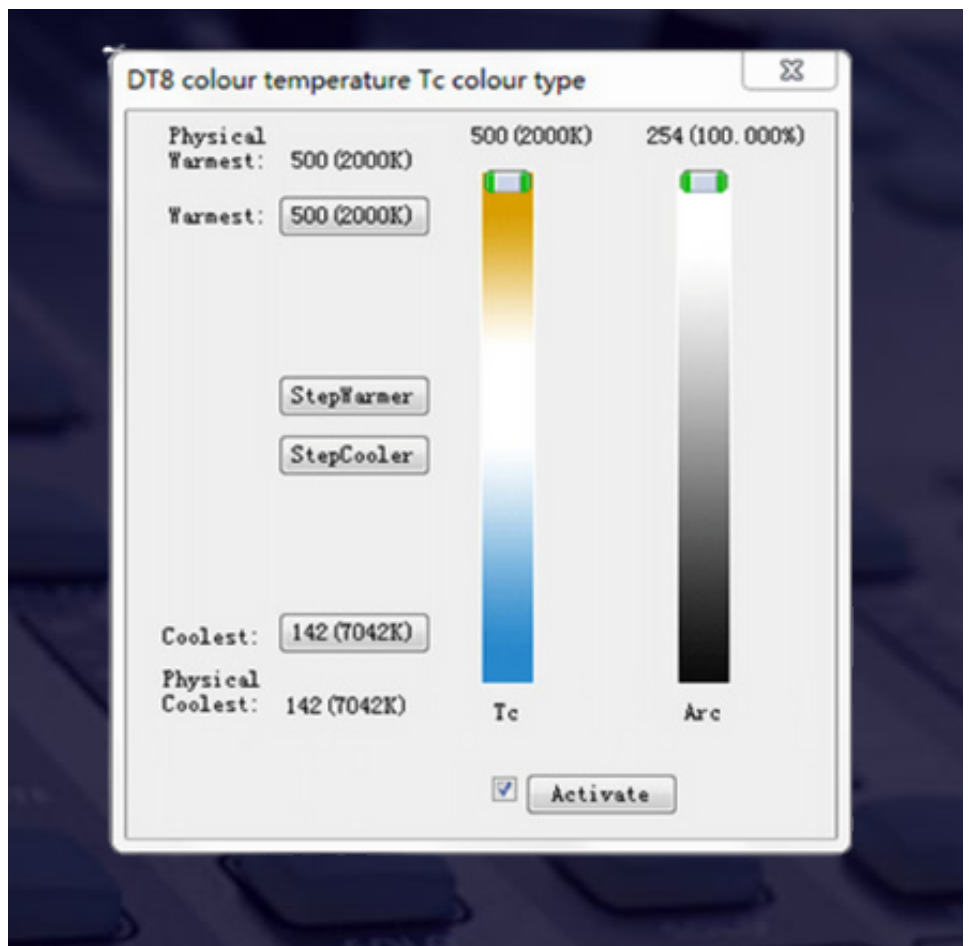 DT8 colour temperature Tc colour type
Physical
Warmest: 500 (2000K)
500 (2000K)
254 (100.000%)
Warmest: 500 (2000K)
StepWarmer
StepCooler
Coolest: 142 (7042K)
Physical
Coolest: 142 (7042K)
Tc
Arc
Activate